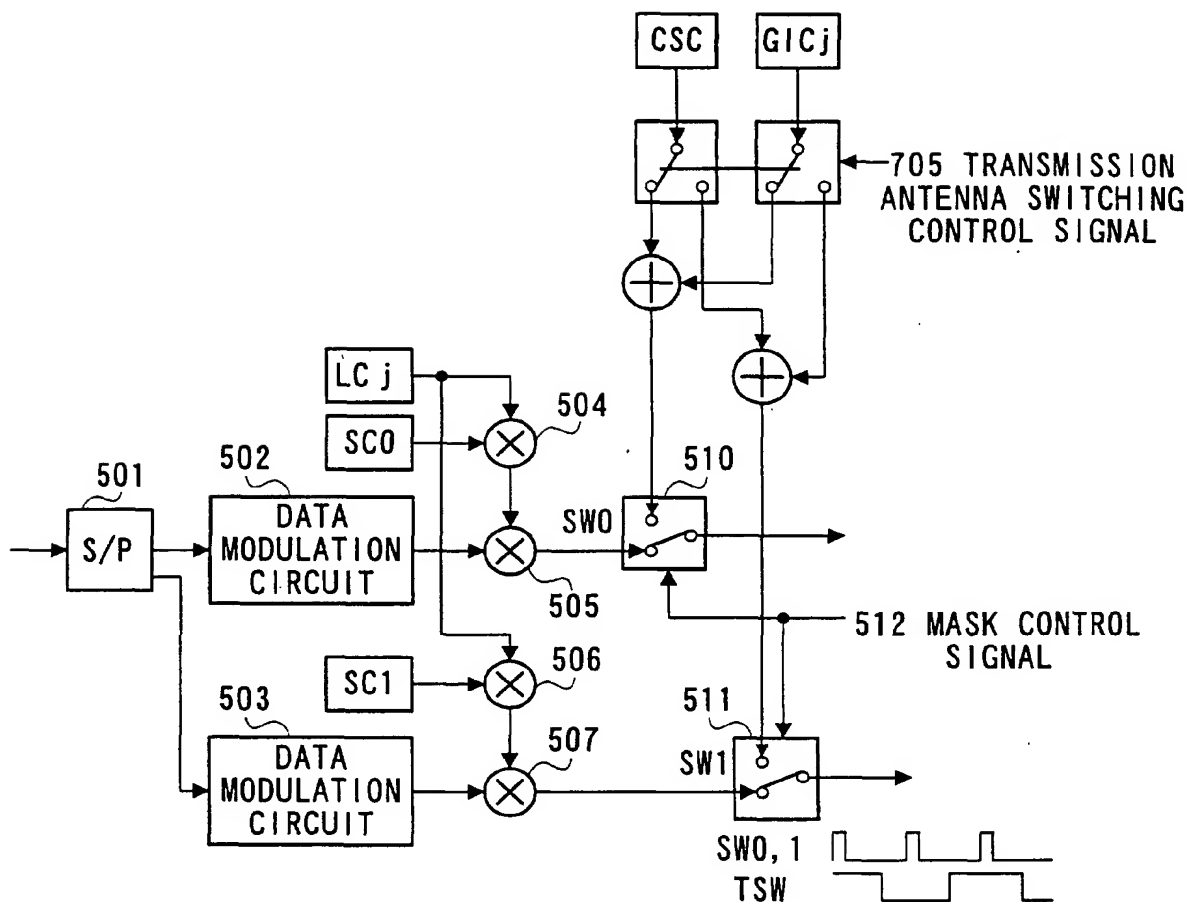 CSC
GICj
705 TRANSMISSION
ANTENNA SWITCHING
CONTROL SIGNAL
LCj
504
SC0
510
501
502
S/P
DATA
MODULATION
CIRCUIT
SW0
505
512 MASK CONTROL
SIGNAL
506
SC1
511
503
507
DATA
MODULATION
CIRCUIT
SW1
SW0, 1
TSW